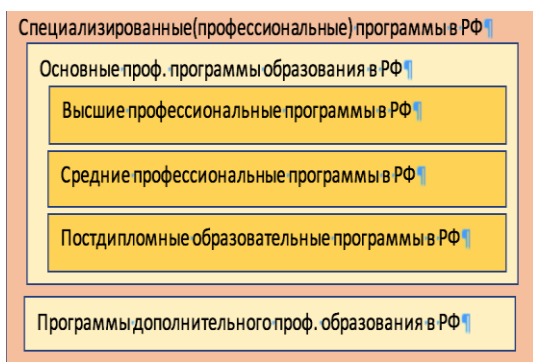 Специализированные(профессиональные) программы в РФ¶
Основные проф. программы образования в РФ¶
Высшие профессиональные программы в РФ¶
Средние профессиональные программы в РФ¶
Постдипломные образовательные программы в РФ¶
Программы дополнительного проф. образования в РФ¶